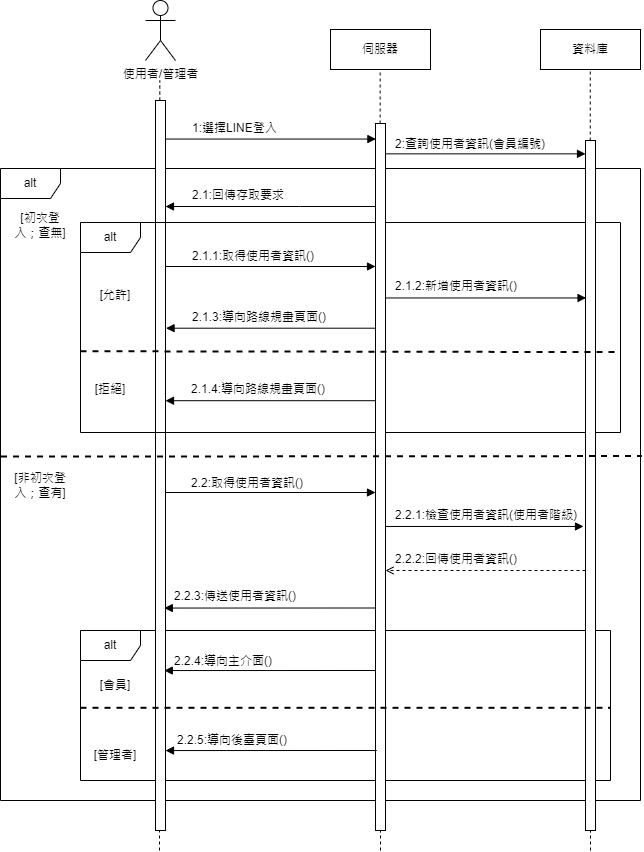 使用者/管理者
伺服器
資料庫
1:選擇LINE登入
2:查詢使用者資訊(會員編號)
alt
2.1:回傳存取要求
[初次登
入；查無]
alt
2.1.1:取得使用者資訊()
[允許]
2.1.2:新增使用者資訊()
2.1.3:導向路線規畫頁面()
[拒絕]
2.1.4:導向路線規畫頁面()
[非初次登
入；查有]
2.2:取得使用者資訊()
2.2.1:檢查使用者資訊(使用者階級)
2.2.2:回傳使用者資訊()
2.2.3:傳送使用者資訊()
alt
2.2.4:導向主介面()
[會員]
2.2.5:導向後臺頁面()
[管理者]